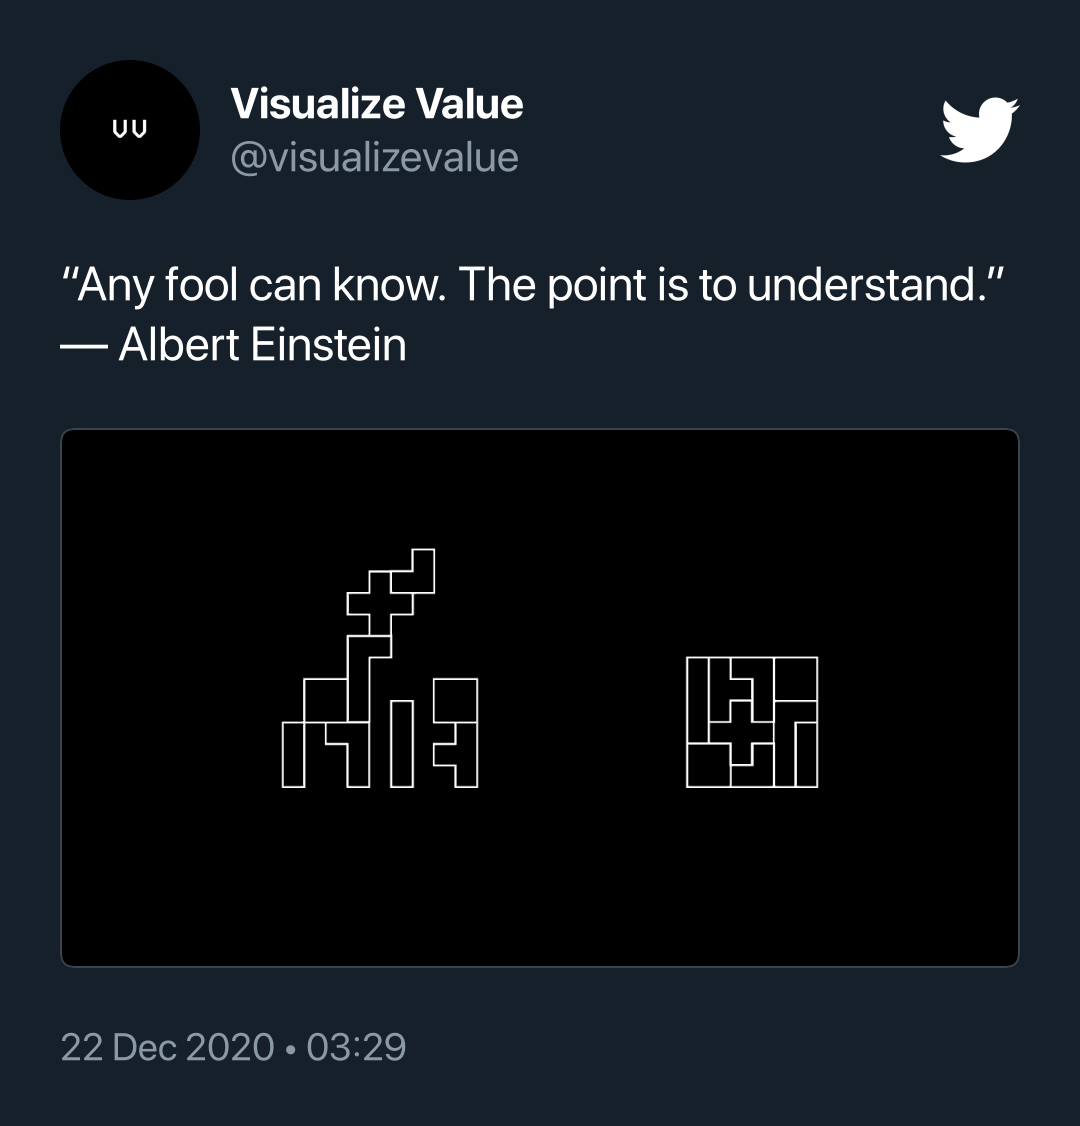 VV
Visualize Value
@visualizevalue
“Any fool can know. The point is to understand.”
— Albert Einstein
22 Dec 2020 • 03:29